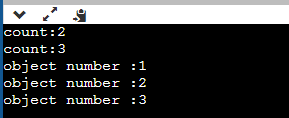 count:2
count:3
object number :1
object number :2
object number :3